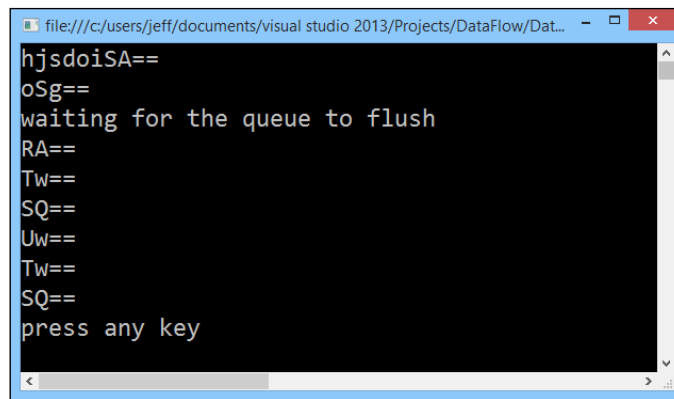 file:///c:/users/jeff/documents/visual studio 2013/Projects/DataFlow/Dat...
hjsdoiSA==
oSg==
waiting for the queue to flush
RA==
Tw==
SQ==
Uw==
Tw==
SQ==
press any key